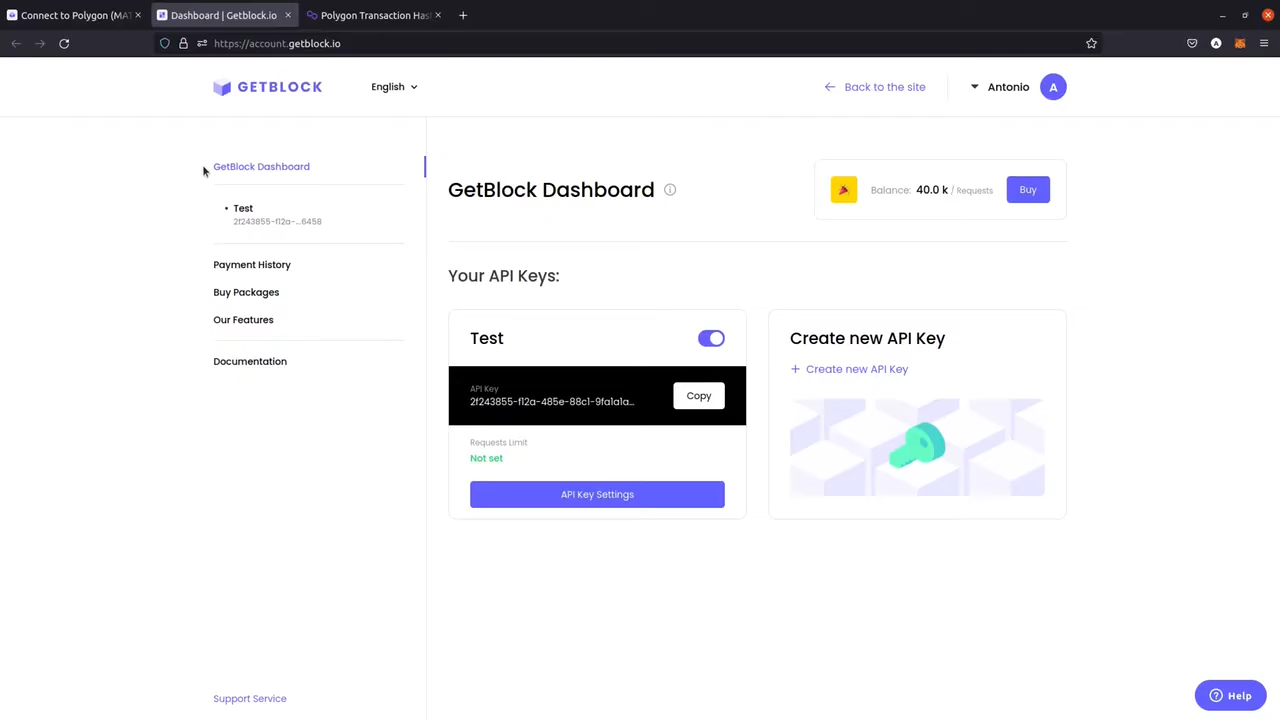 Connect to Polygon (MA
Dashboard | Getblock.io
Polygon Transaction Has
https://account.getblock.io
A
GETBLOCK
English
Back to the site
Antonio
A
GetBlock Dashboard
Test
2f243855-f12a-...6458
Payment History
Buy Packages
Our Features
Documentation
Support Service
GetBlock Dashboard
Balance: 40.0 k / Requests
Buy
Your API Keys:
Test
API Key
2f243855-f12a-485e-88c1-9fa1a1a...
Copy
Requests Limit
Not set
API Key Settings
Create new API Key
+ Create new API Key
Help